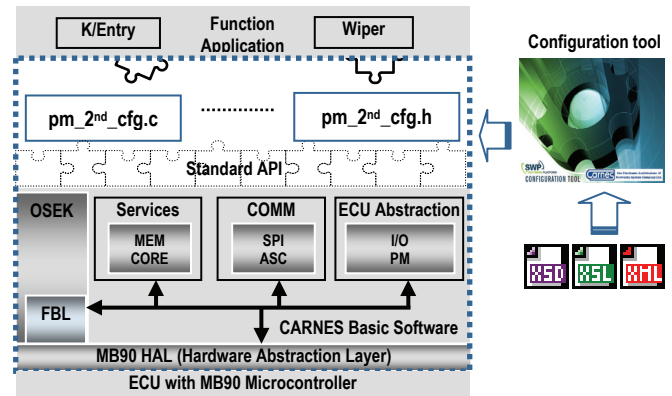 K/Entry
Function
Application
Wiper
Configuration tool
pm_2nd_cfg.c
pm_2nd_cfg.h
Standard API
SWP
CONFIGURATION TOOL
carnes
OSEK
Services
COMM
ECU Abstraction
MEM
CORE
SPI
ASC
I/O
PM
XSD
XSL
XML
FBL
CARNES Basic Software
MB90 HAL (Hardware Abstraction Layer)
ECU with MB90 Microcontroller